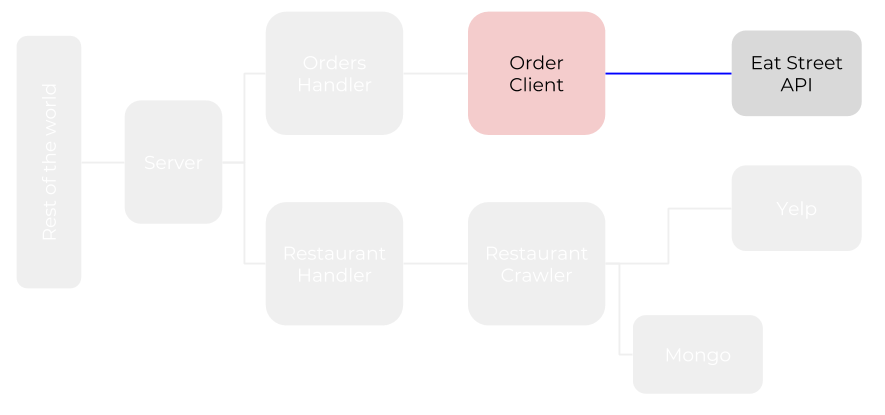 Orders
Handler
Order
Client
Eat Street
API
Rest of the world
Server
Yelp
Restaurant
Handler
Restaurant
Crawler
Mongo